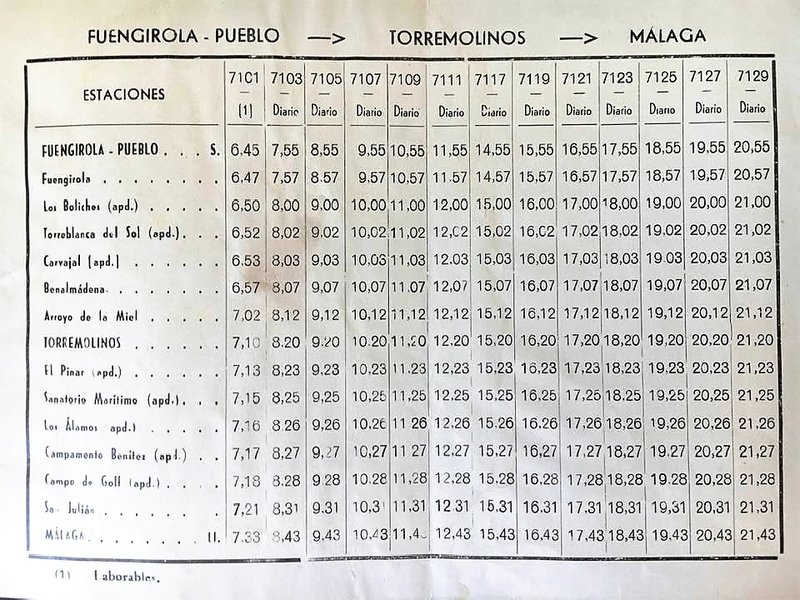 FUENGIROLA - PUEBLO —> TORREMOLINOS —> MÁLAGA
ESTACIONES 7101 7103 7105 7107 7109 7111 7117 7119 7121 7123 7125 7127 7129
(1) Diario Diario Diario Diario Diario Diario Diario Diario Diario Diario Diario Diario
FUENGIROLA - PUEBLO . . . S. 6.45 7,55 8,55 9.55 10,55 11,55 14,55 15,55 16,55 17,55 18,55 19.55 20,55
Fuengirola . . . . . . . . 6,47 7,57 8.57 9.57 10,57 11.57 14,57 15,57 16.57 17,57 18,57 19,57 20,57
Los Boliches (apd.) . . . . . 6,50 8,00 9,00 10,00 11,00 12,00 15,00 16,00 17,00 18,00 19,00 20,00 21,00
Torreblanca del Sol (apd.). . . 6,52 8,02 9.02 10,02 11,02 12,02 15,02 16,02 17,02 18,02 19,02 20,02 21,02
Carvajal (apd.) . . . . . . 6.53 8,03 9,03 10.03 11,03 12.03 15,03 16,03 17,03 18,03 19.03 20,03 21,03
Benalmádena. . . . . . . 6,57 8,07 9,07 10,07 11.07 12,07 15,07 16,07 17,07 18,07 19,07 20,07 21,07
Arroyo de la Miel . . . . . 7,02 8,12 9,12 10,12 11,12 12,12 15,12 16,12 17,12 18,12 19,12 20,12 21,12
TORREMOLINOS . . . . . 7,10 8.20 9.20 10.20 11,20 12.20 15,20 16,20 17,20 18,20 19,20 20.20 21,20
El Pinar (apd.) . . . . . . 7,13 8,23 9.23 10,23 11.23 12,23 15,23 16.23 17,23 18,23 19,23 20,23 21,23
Sanatorio Marítimo (apd.). . . 7,15 8,25 9,25 10,25 11,25 12.25 15,25 16,25 17,25 18.25 19,25 20,25 21,25
Los Álamos apd.) . . . . . 7,16 8.26 9,26 10.26 11 26 12,26 15.26 16.26 17,26 18,26 19.26 20,26 21,26
Campamento Benítez (apd.) . . 7,17 8,27 9,27 10,27 11 27 12,27 15.27 16,27 17,27 18,27 19.27 20,27 21,27
Campo de Golf (apd.) . . . . 7,18 8.28 9.28 10.28 11,28 12,28 15,28 16.28 17,28 18,28 19.28 20,28 21,28
Sa. Julián . . . . . . 7,21 8,31 9.31 10,31 11,31 12 31 15.31 16.31 17,31 18,31 19,31 20,31 21,31
MÁLAGA. . . . . . . . Ll. 7.33 8,43 9.43 10,43 11,43 12,43 15,43 16,43 17,43 18,43 19.43 20,43 21,43
(1) Laborables.